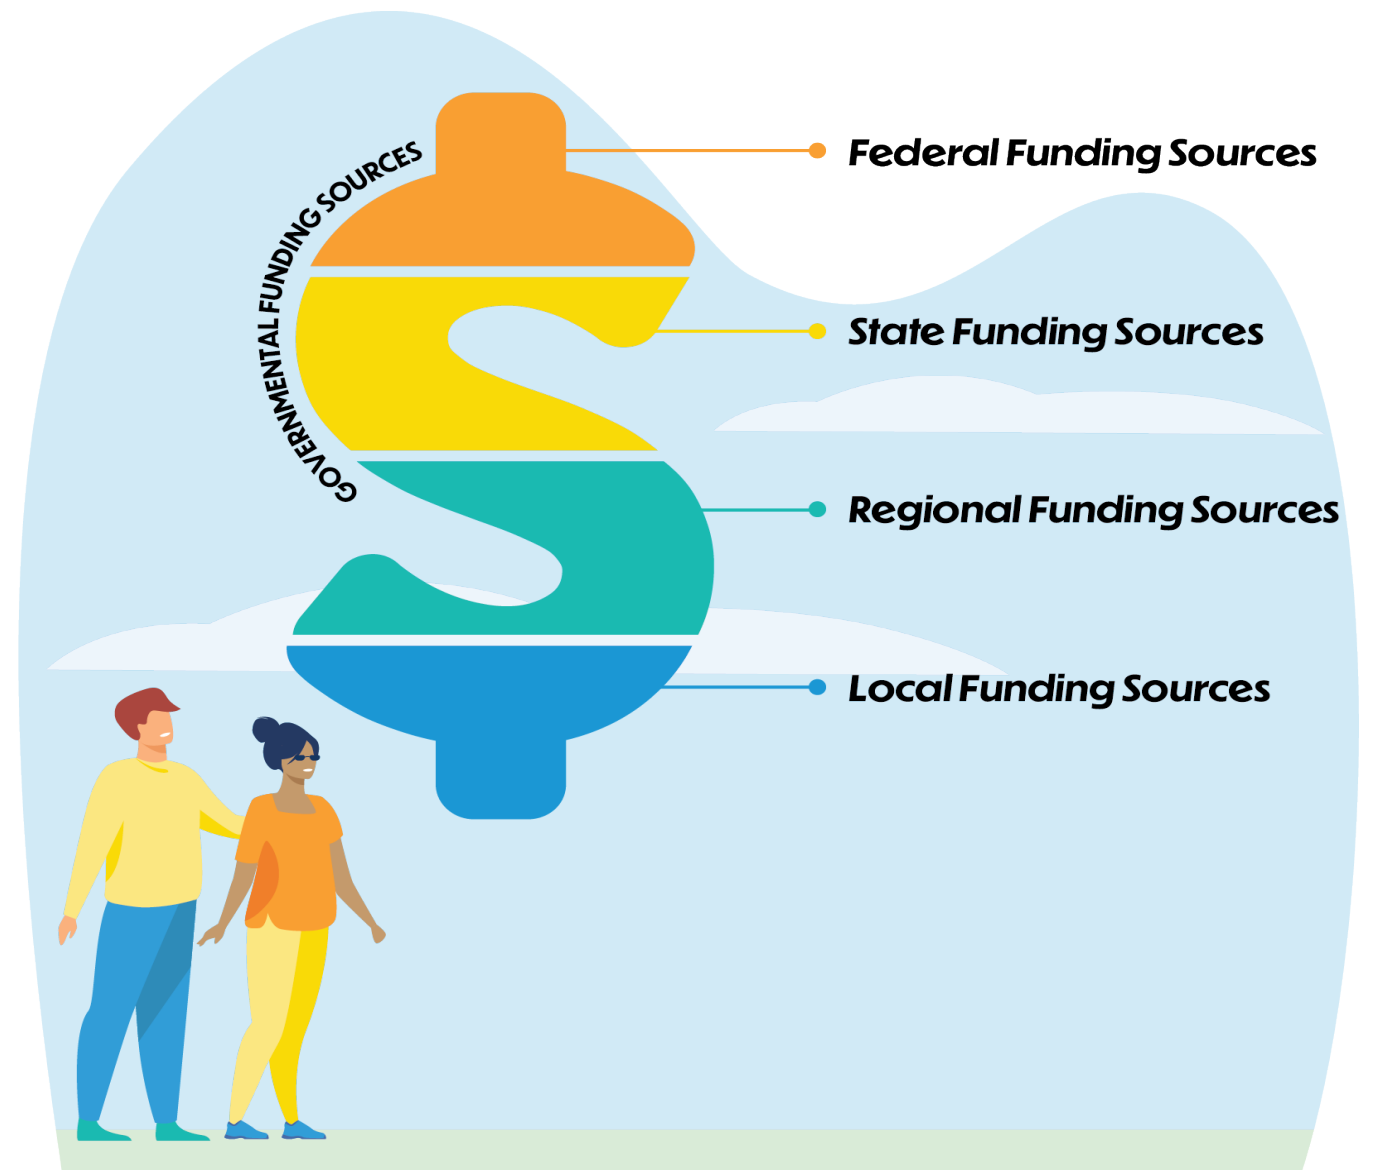 GOVERNMENTAL FUNDING SOURCES
Federal Funding Sources
State Funding Sources
Regional Funding Sources
Local Funding Sources